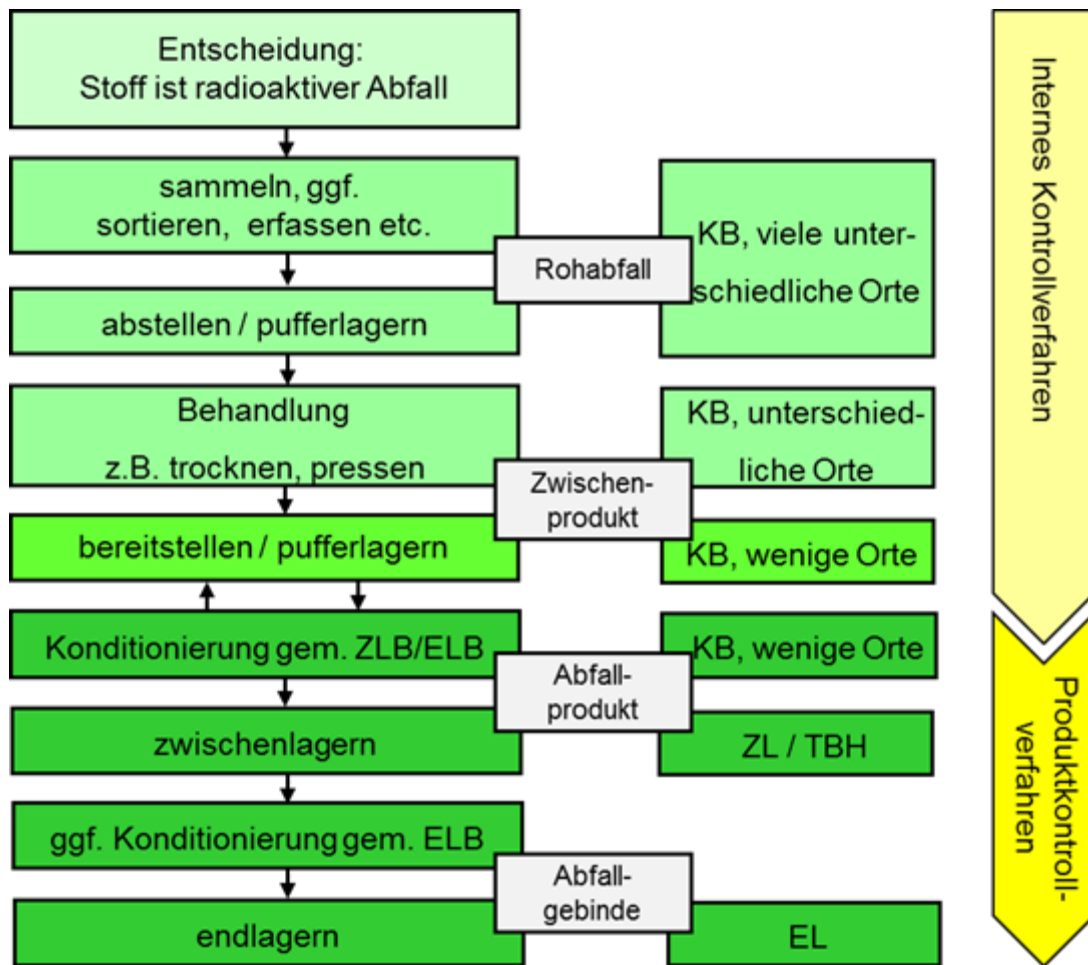 Entscheidung:
Stoff ist radioaktiver Abfall
sammeln, ggf.
sortieren, erfassen etc.
Rohabfall
KB, viele unter-
schiedliche Orte
abstellen / pufferlagern
Behandlung
z.B. trocknen, pressen
KB, unterschied-
liche Orte
Zwischen-
produkt
bereitstellen / pufferlagern
KB, wenige Orte
Konditionierung gem. ZLB/ELB
KB, wenige Orte
Abfall-
produkt
zwischenlagern
ZL / TBH
ggf. Konditionierung gem. ELB
Abfall-
gebinde
endlagern
EL
Internes Kontrollverfahren
Produktkontroll-
verfahren